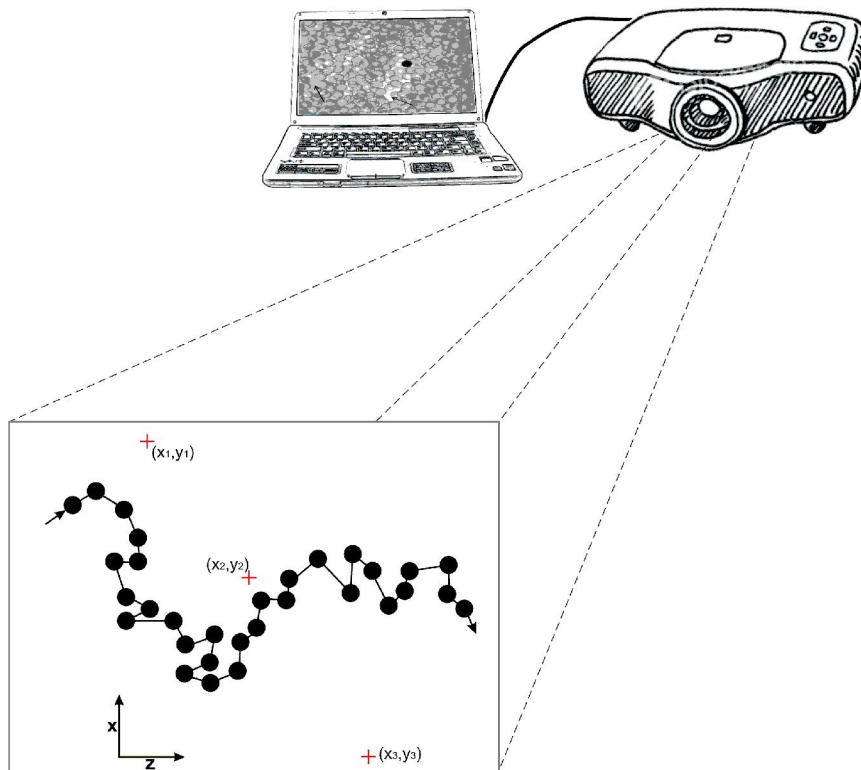 (x₁,y₁)
(x₂,y₂)
x
z
(x₃,y₃)